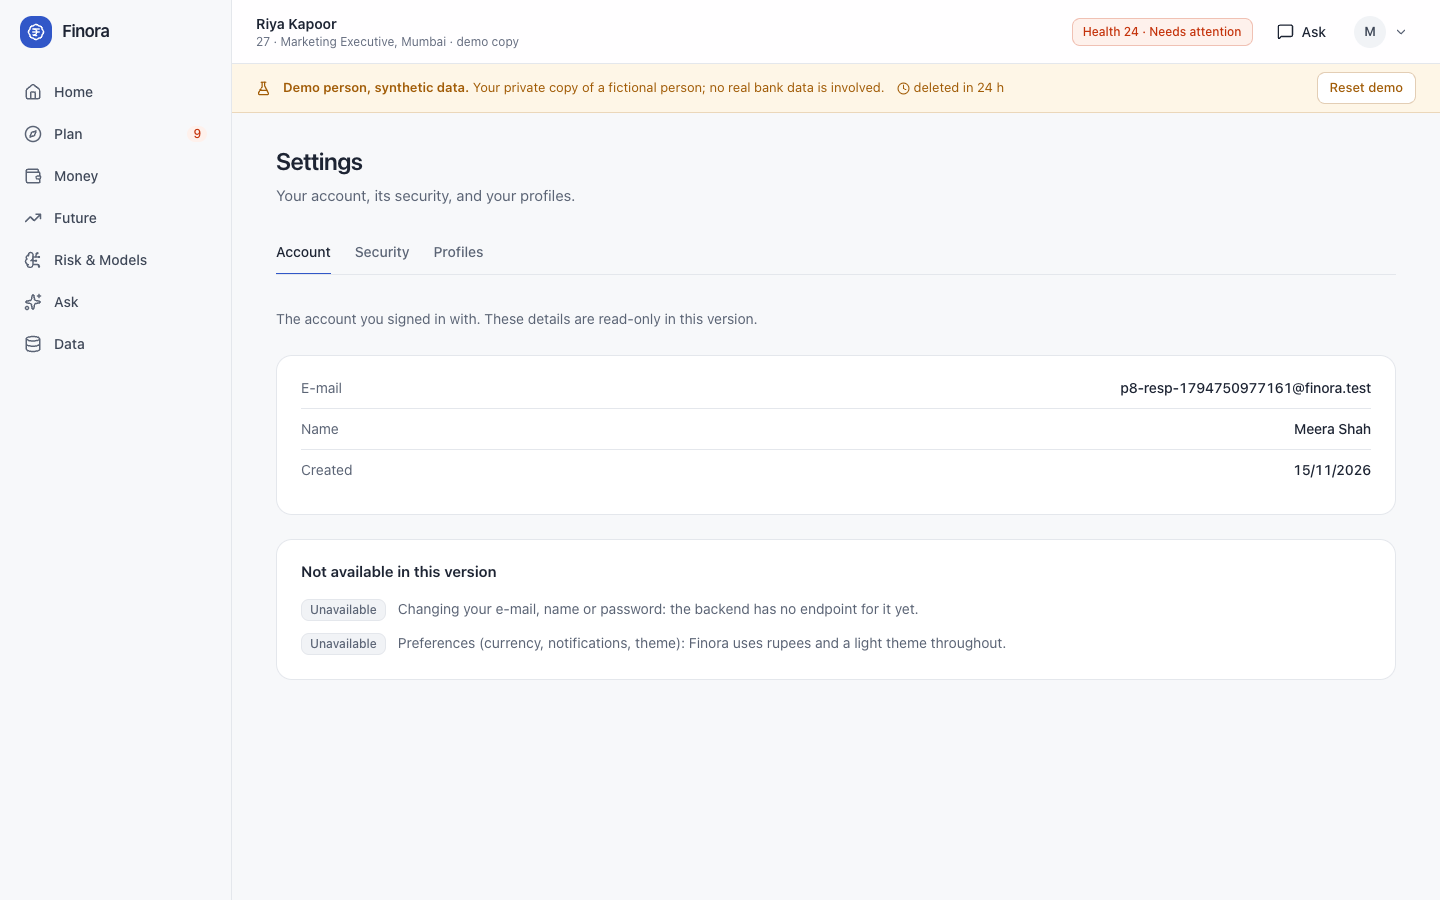 Finora
Home
Plan 9
Money
Future
Risk & Models
Ask
Data
Riya Kapoor
27 · Marketing Executive, Mumbai · demo copy
Health 24 · Needs attention
Ask
M
Demo person, synthetic data. Your private copy of a fictional person; no real bank data is involved. deleted in 24 h
Reset demo
Settings
Your account, its security, and your profiles.
Account Security Profiles
The account you signed in with. These details are read-only in this version.
E-mail p8-resp-1794750977161@finora.test
Name Meera Shah
Created 15/11/2026
Not available in this version
Unavailable Changing your e-mail, name or password: the backend has no endpoint for it yet.
Unavailable Preferences (currency, notifications, theme): Finora uses rupees and a light theme throughout.